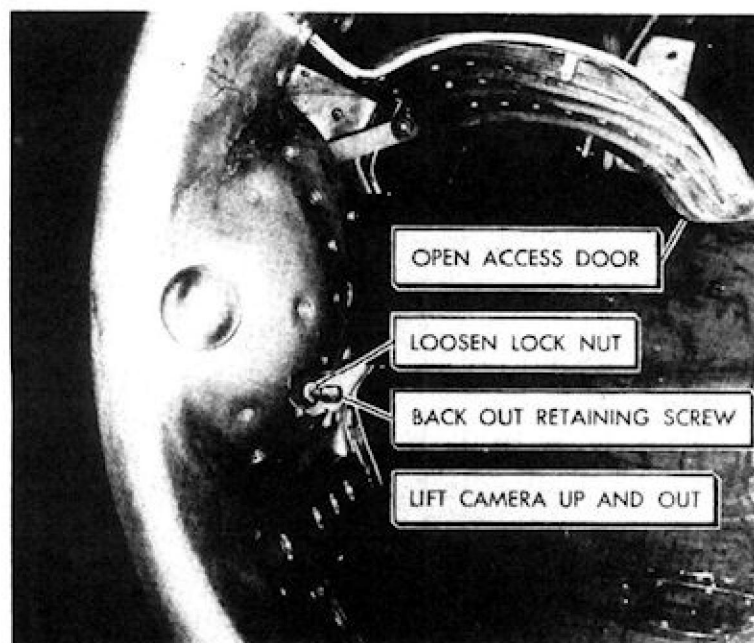 OPEN ACCESS DOOR
LOOSEN LOCK NUT
BACK OUT RETAINING SCREW
LIFT CAMERA UP AND OUT